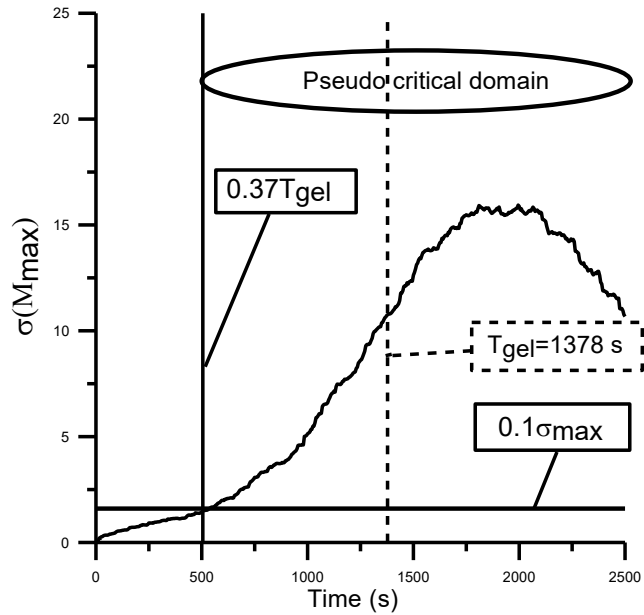 25
20
15
10
5
0
σ(Mmax)
Pseudo critical domain
0.37Tgel
Tgel=1378 s
0.1σmax
0
500
1000
1500
2000
2500
Time (s)